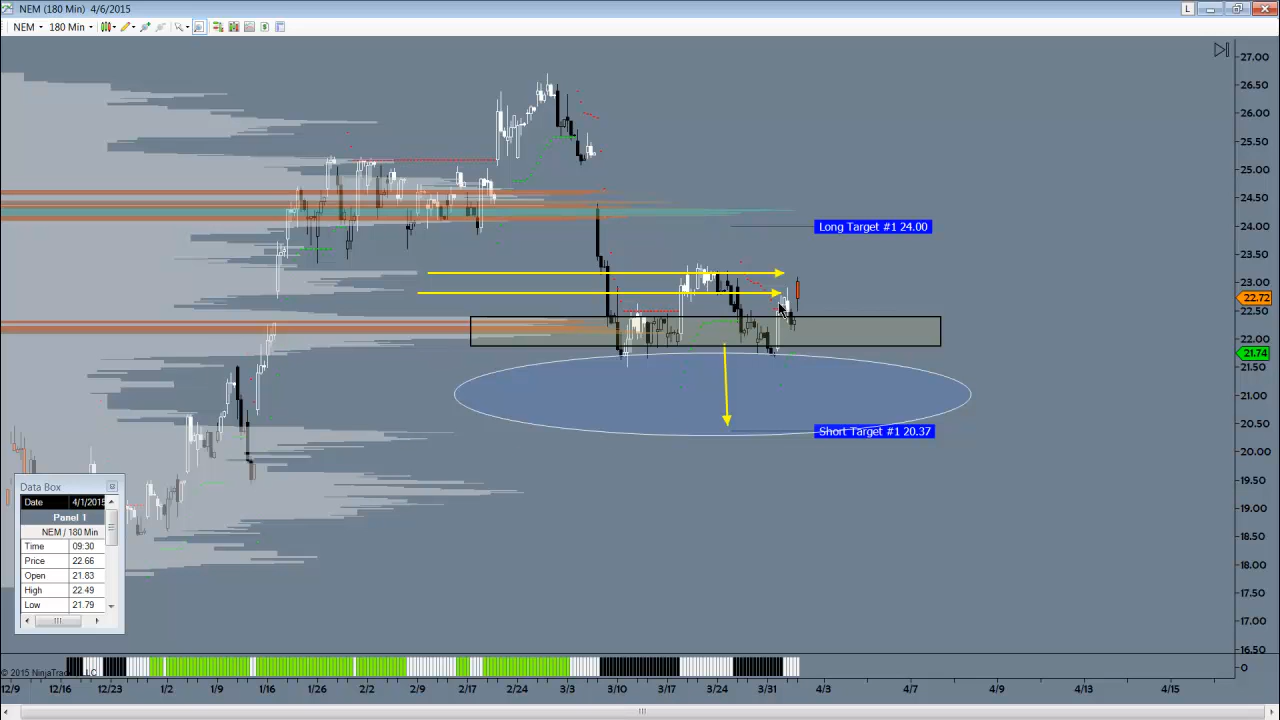 NEM (180 Min) 4/6/2015
L
NEM 180 Min
27.00
26.50
26.00
25.50
25.00
24.50
Long Target #1 24.00
24.00
23.50
23.00
22.72
22.00
21.74
21.50
21.00
Short Target #1 20.37
20.50
20.00
19.50
19.00
18.50
18.00
17.50
17.00
16.50
0
Data Box
Date 4/1/2015
Panel 1
NEM / 180 Min
Time 09:30
Price 22.66
Open 21.83
High 22.49
Low 21.79
© 2015 NinjaTrad LC
12/9 12/16 12/23 1/2 1/9 1/16 1/26 2/2 2/9 2/17 2/24 3/3 3/10 3/17 3/24 3/31 4/3 4/7 4/9 4/13 4/15